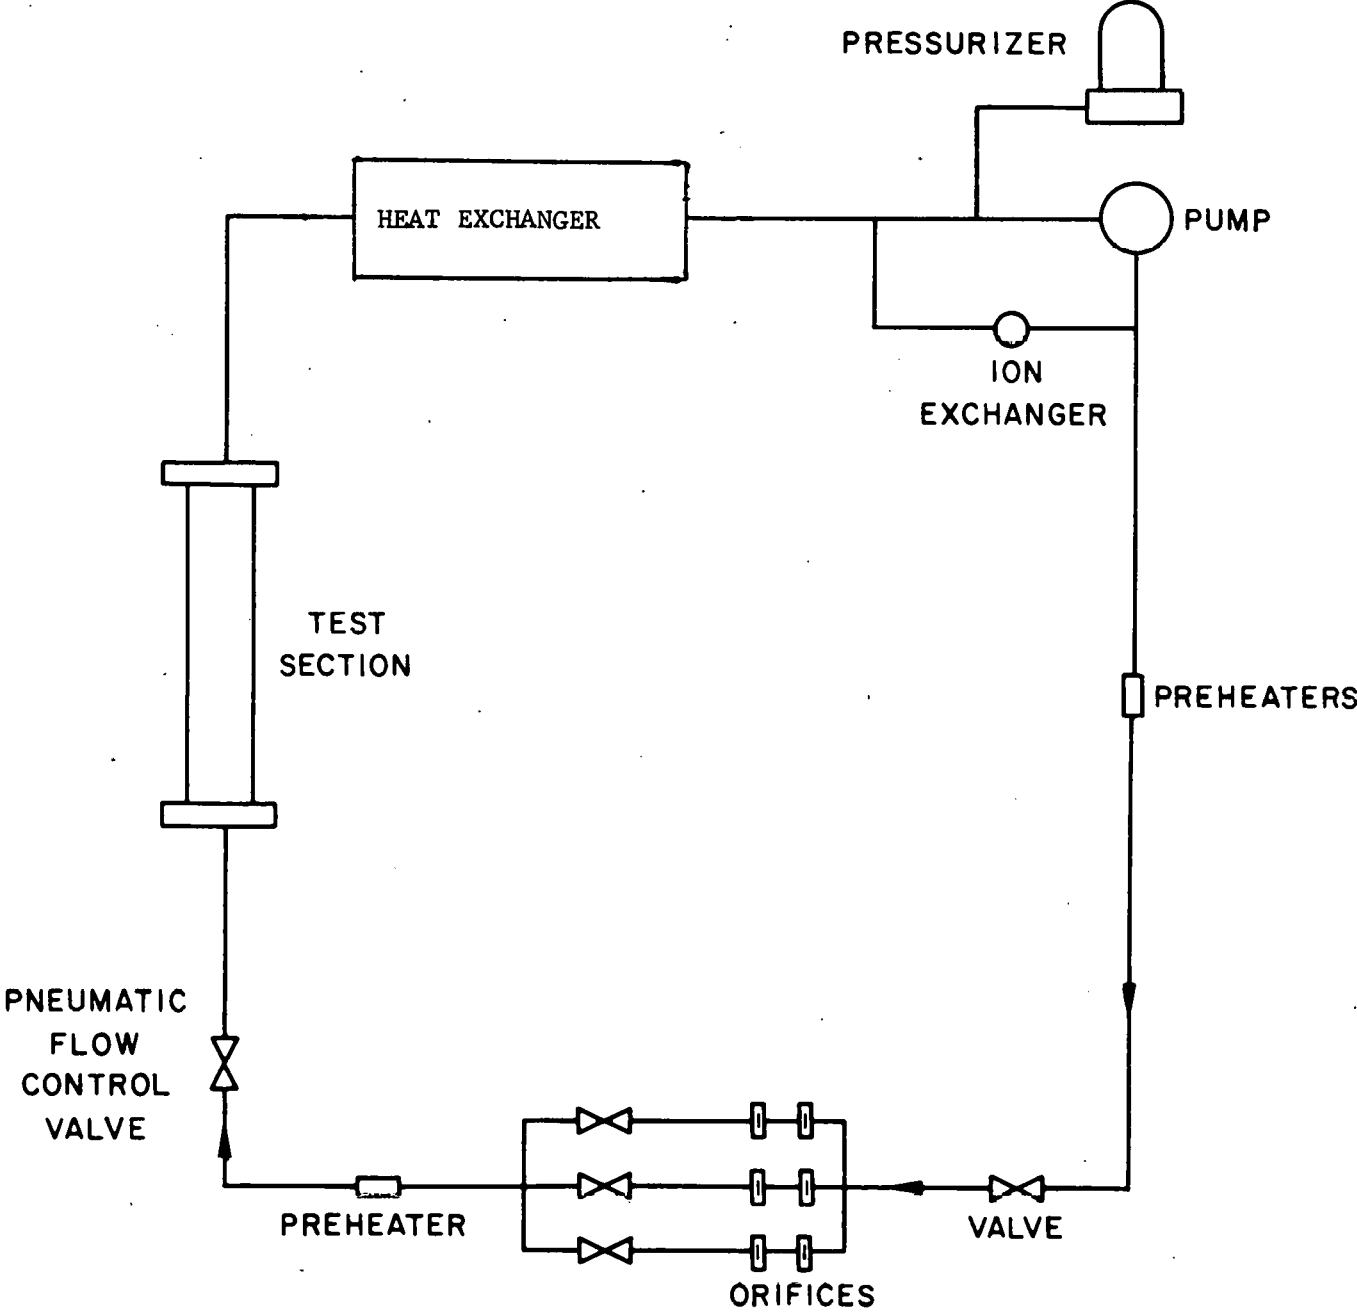 PRESSURIZER
HEAT EXCHANGER
PUMP
ION
EXCHANGER
TEST
SECTION
PREHEATERS
PNEUMATIC
FLOW
CONTROL
VALVE
PREHEATER
VALVE
ORIFICES